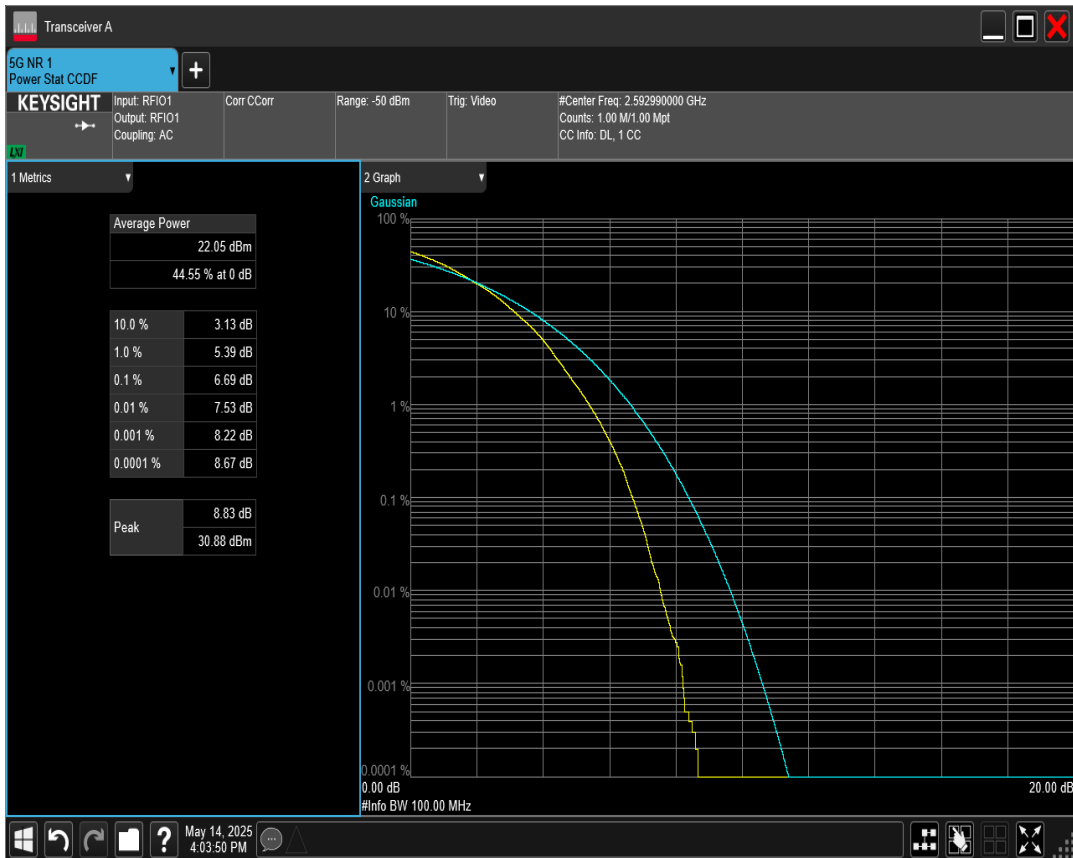 Transceiver A
5G NR 1
Power Stat CCDF
+
KEYSIGHT
LXI
Input: RFIO1
Output: RFIO1
Coupling: AC
Corr CCorr
Range: -50 dBm
Trig: Video
#Center Freq: 2.592990000 GHz
Counts: 1.00 M/1.00 Mpt
CC Info: DL, 1 CC
1 Metrics
Average Power
22.05 dBm
44.55 % at 0 dB
10.0 % 3.13 dB
1.0 % 5.39 dB
0.1 % 6.69 dB
0.01 % 7.53 dB
0.001 % 8.22 dB
0.0001 % 8.67 dB
Peak 8.83 dB
30.88 dBm
2 Graph
Gaussian
100 %
10 %
1 %
0.1 %
0.01 %
0.001 %
0.0001 %
0.00 dB 20.00 dB
#Info BW 100.00 MHz
?
May 14, 2025
4:03:50 PM